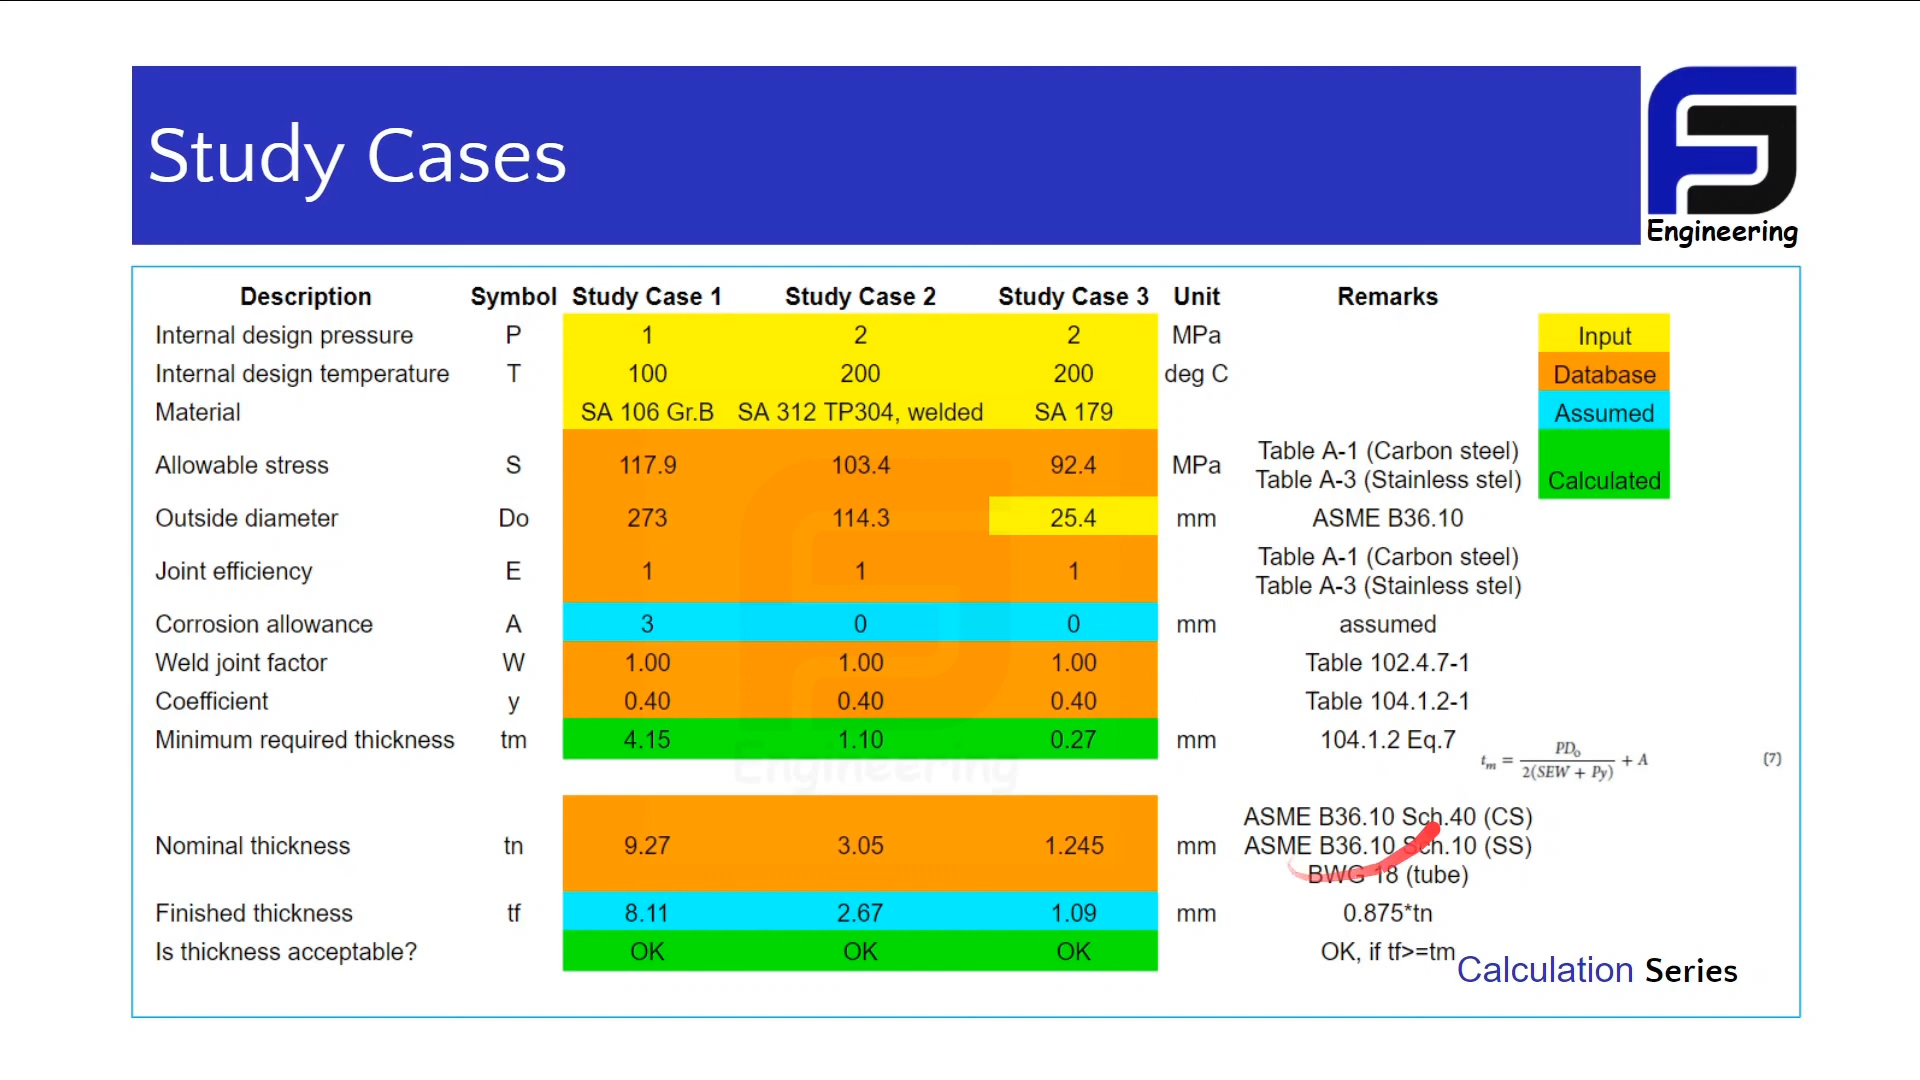 Study Cases
Engineering
Description Symbol Study Case 1 Study Case 2 Study Case 3 Unit Remarks
Internal design pressure P 1 2 2 MPa Input
Internal design temperature T 100 200 200 deg C Database
Material SA 106 Gr.B SA 312 TP304, welded SA 179 Assumed
Table A-1 (Carbon steel)
Allowable stress S 117.9 103.4 92.4 MPa
Table A-3 (Stainless stel) Calculated
Outside diameter Do 273 114.3 25.4 mm ASME B36.10
Table A-1 (Carbon steel)
Joint efficiency E 1 1 1
Table A-3 (Stainless stel)
Corrosion allowance A 3 0 0 mm assumed
Weld joint factor W 1.00 1.00 1.00 Table 102.4.7-1
Coefficient y 0.40 0.40 0.40 Table 104.1.2-1
Minimum required thickness tm 4.15 1.10 0.27 mm 104.1.2 Eq.7
tm = PDo / 2(SEW + Py) + A (7)
Engineering
ASME B36.10 Sch.40 (CS)
Nominal thickness tn 9.27 3.05 1.245 mm ASME B36.10 Sch.10 (SS)
BWG 18 (tube)
Finished thickness tf 8.11 2.67 1.09 mm 0.875*tn
Is thickness acceptable? OK OK OK OK, if tf>=tm
Calculation Series